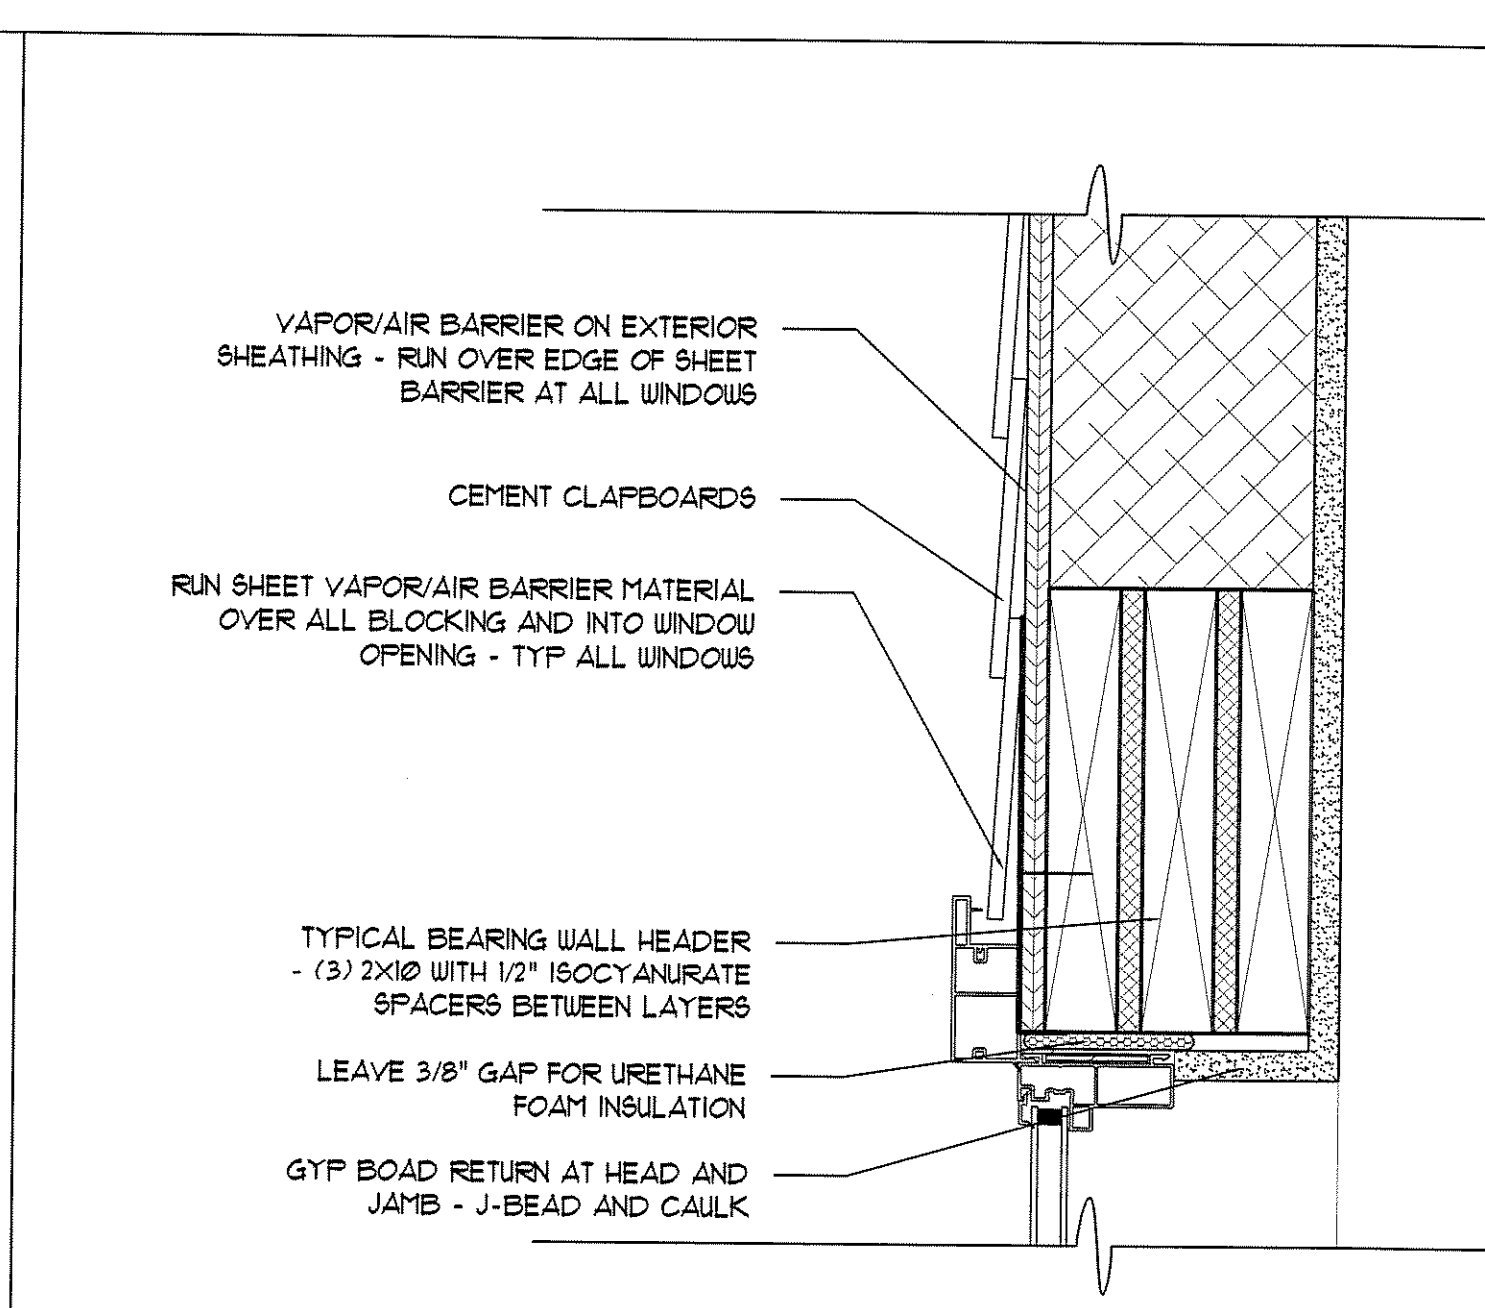 VAPOR/AIR BARRIER ON EXTERIOR
SHEATHING - RUN OVER EDGE OF SHEET
BARRIER AT ALL WINDOWS
CEMENT CLAPBOARDS
RUN SHEET VAPOR/AIR BARRIER MATERIAL
OVER ALL BLOCKING AND INTO WINDOW
OPENING - TYP ALL WINDOWS
TYPICAL BEARING WALL HEADER
- (3) 2X10 WITH 1/2" ISOCYANURATE
SPACERS BETWEEN LAYERS
LEAVE 3/8" GAP FOR URETHANE
FOAM INSULATION
GYP BOAD RETURN AT HEAD AND
JAMB - J-BEAD AND CAULK